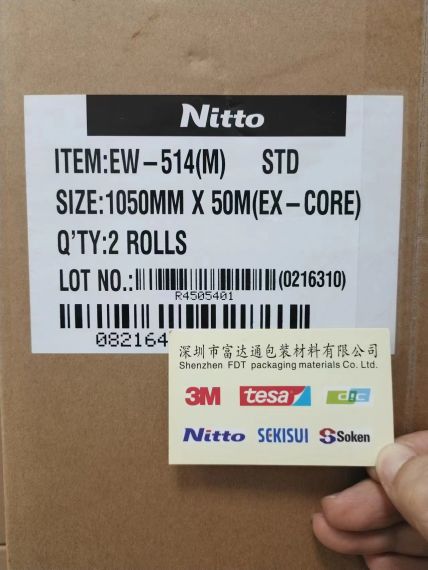 Nitto
ITEM:EW-514(M) STD
SIZE:1050MM X 50M(EX-CORE)
Q'TY:2 ROLLS
LOT NO.: (0216310)
R4505401
08216
深圳市富达通包装材料有限公司
Shenzhen FDT packaging materials Co. Ltd.
3M tesa dic
Nitto SEKISUI Soken